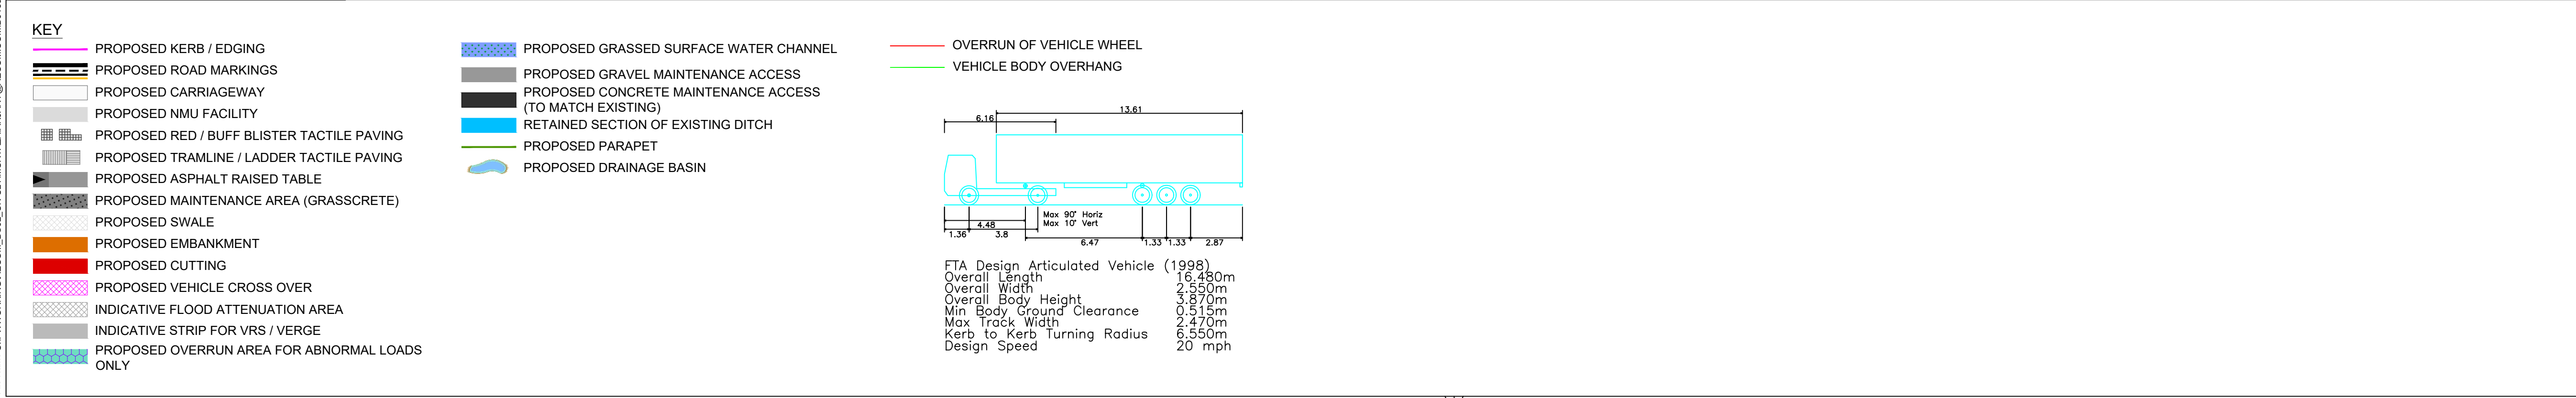 KEY
PROPOSED KERB / EDGING
PROPOSED ROAD MARKINGS
PROPOSED CARRIAGEWAY
PROPOSED NMU FACILITY
PROPOSED RED / BUFF BLISTER TACTILE PAVING
PROPOSED TRAMLINE / LADDER TACTILE PAVING
PROPOSED ASPHALT RAISED TABLE
PROPOSED MAINTENANCE AREA (GRASSCRETE)
PROPOSED SWALE
PROPOSED EMBANKMENT
PROPOSED CUTTING
PROPOSED VEHICLE CROSS OVER
INDICATIVE FLOOD ATTENUATION AREA
INDICATIVE STRIP FOR VRS / VERGE
PROPOSED OVERRUN AREA FOR ABNORMAL LOADS
ONLY
PROPOSED GRASSED SURFACE WATER CHANNEL
PROPOSED GRAVEL MAINTENANCE ACCESS
PROPOSED CONCRETE MAINTENANCE ACCESS
(TO MATCH EXISTING)
RETAINED SECTION OF EXISTING DITCH
PROPOSED PARAPET
PROPOSED DRAINAGE BASIN
OVERRUN OF VEHICLE WHEEL
VEHICLE BODY OVERHANG
13.61
6.16
Max 90° Horiz
Max 10° Vert
4.48
1.36 3.8 6.47 1.33 1.33 2.87
FTA Design Articulated Vehicle (1998)
Overall Length 16.480m
Overall Width 2.550m
Overall Body Height 3.870m
Min Body Ground Clearance 0.515m
Max Track Width 2.470m
Kerb to Kerb Turning Radius 6.550m
Design Speed 20 mph